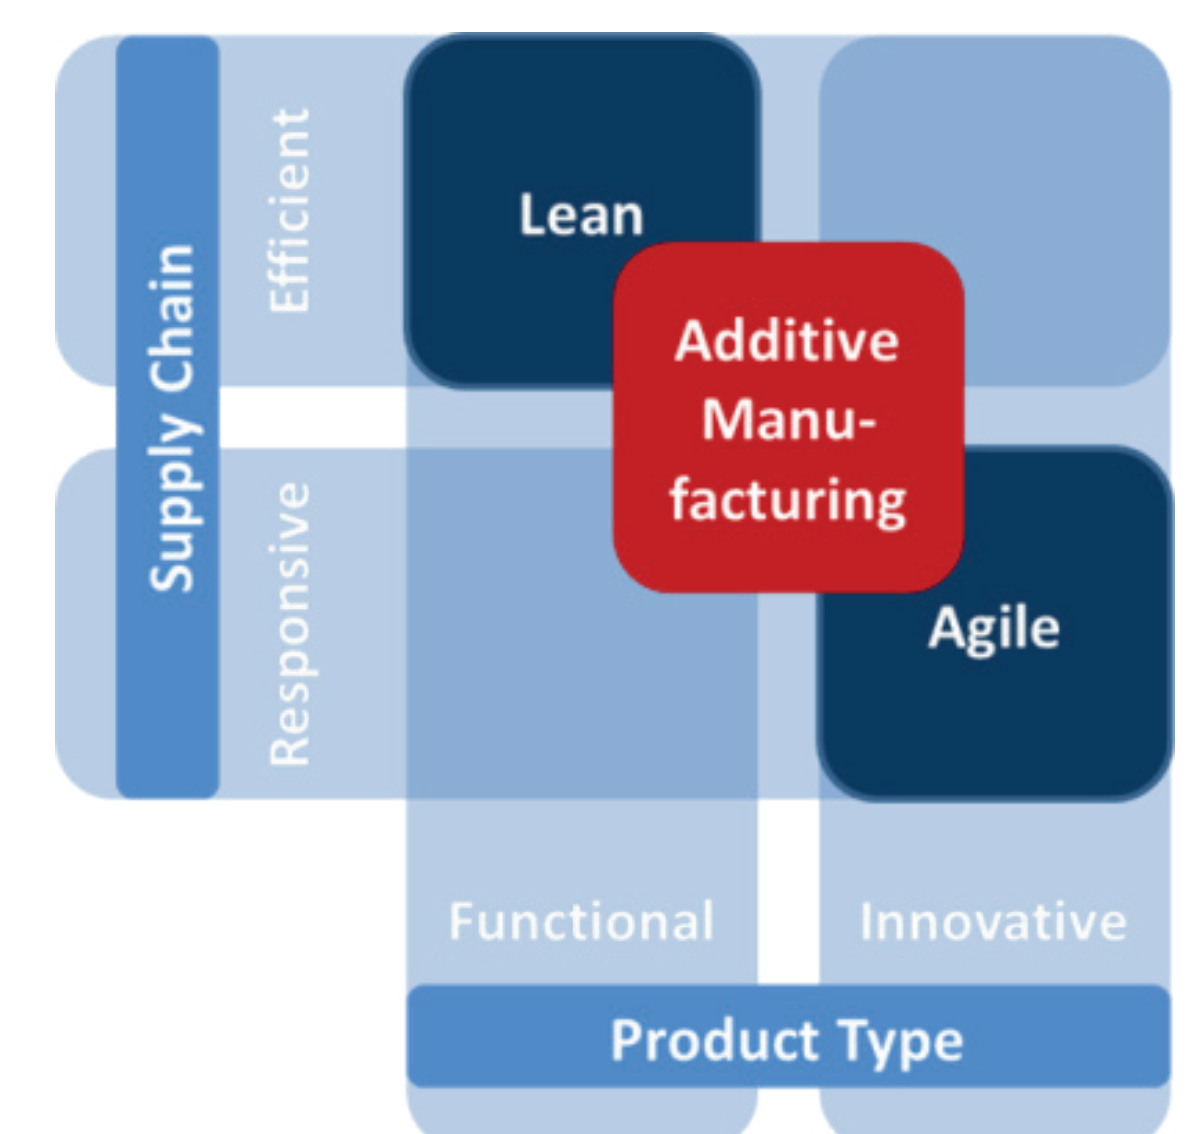 Supply Chain
Efficient
Responsive
Lean
Additive
Manu-
facturing
Agile
Functional
Innovative
Product Type